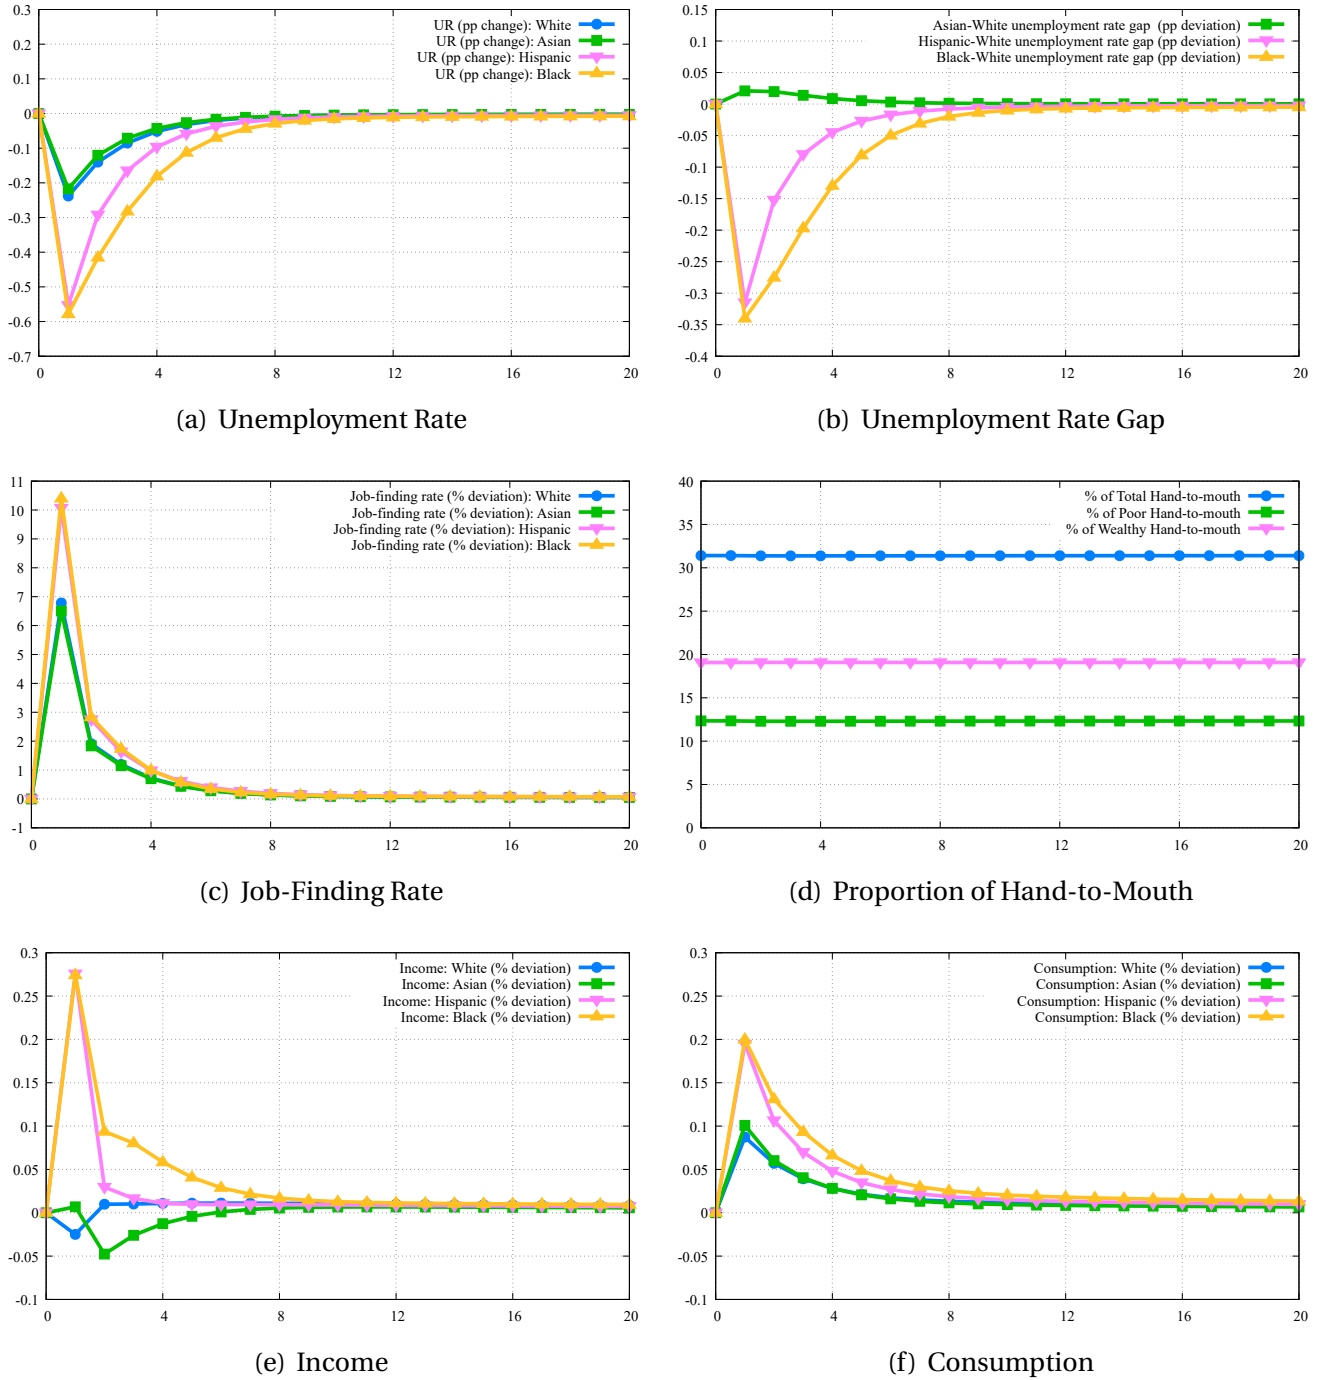 UR (pp change): White
UR (pp change): Asian
UR (pp change): Hispanic
UR (pp change): Black
0.3
0.2
0.1
0
-0.1
-0.2
-0.3
-0.4
-0.5
-0.6
-0.7
0 4 8 12 16 20
(a) Unemployment Rate
Asian-White unemployment rate gap (pp deviation)
Hispanic-White unemployment rate gap (pp deviation)
Black-White unemployment rate gap (pp deviation)
0.15
0.1
0.05
0
-0.05
-0.1
-0.15
-0.2
-0.25
-0.3
-0.35
-0.4
0 4 8 12 16 20
(b) Unemployment Rate Gap
Job-finding rate (% deviation): White
Job-finding rate (% deviation): Asian
Job-finding rate (% deviation): Hispanic
Job-finding rate (% deviation): Black
11
10
9
8
7
6
5
4
3
2
1
0
-1
0 4 8 12 16 20
(c) Job-Finding Rate
% of Total Hand-to-mouth
% of Poor Hand-to-mouth
% of Wealthy Hand-to-mouth
40
35
30
25
20
15
10
5
0
0 4 8 12 16 20
(d) Proportion of Hand-to-Mouth
Income: White (% deviation)
Income: Asian (% deviation)
Income: Hispanic (% deviation)
Income: Black (% deviation)
0.3
0.25
0.2
0.15
0.1
0.05
0
-0.05
-0.1
0 4 8 12 16 20
(e) Income
Consumption: White (% deviation)
Consumption: Asian (% deviation)
Consumption: Hispanic (% deviation)
Consumption: Black (% deviation)
0.3
0.25
0.2
0.15
0.1
0.05
0
-0.05
-0.1
0 4 8 12 16 20
(f) Consumption